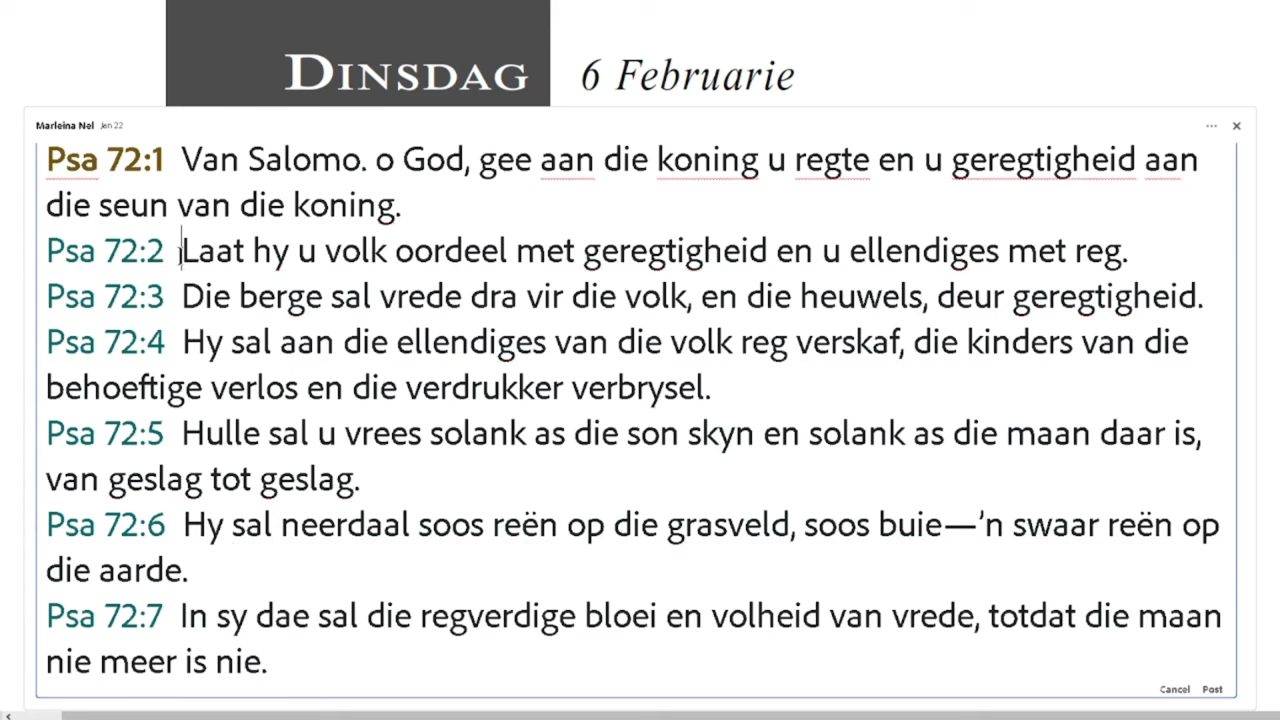 DINSDAG 6 Februarie
Marleina Nel Jan 22 ... ×
Psa 72:1 Van Salomo. o God, gee aan die koning u regte en u geregtigheid aan
die seun van die koning.
Psa 72:2 Laat hy u volk oordeel met geregtigheid en u ellendiges met reg.
Psa 72:3 Die berge sal vrede dra vir die volk, en die heuwels, deur geregtigheid.
Psa 72:4 Hy sal aan die ellendiges van die volk reg verskaf, die kinders van die
behoeftige verlos en die verdrukker verbrysel.
Psa 72:5 Hulle sal u vrees solank as die son skyn en solank as die maan daar is,
van geslag tot geslag.
Psa 72:6 Hy sal neerdaal soos reën op die grasveld, soos buie—’n swaar reën op
die aarde.
Psa 72:7 In sy dae sal die regverdige bloei en volheid van vrede, totdat die maan
nie meer is nie.
Cancel Post